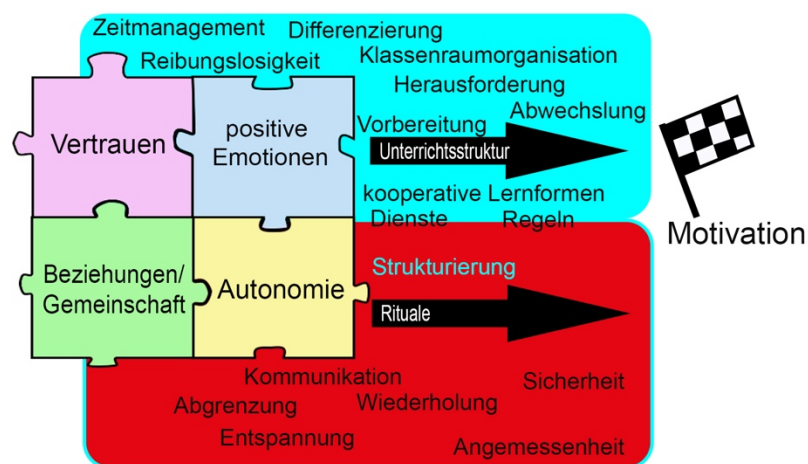 Zeitmanagement
Differenzierung
Reibungslosigkeit
Klassenraumorganisation
Herausforderung
Abwechslung
Vorbereitung
Vertrauen
positive
Emotionen
Unterrichtsstruktur
kooperative Lernformen
Dienste
Regeln
Motivation
Beziehungen/
Gemeinschaft
Autonomie
Strukturierung
Rituale
Kommunikation
Sicherheit
Abgrenzung
Wiederholung
Entspannung
Angemessenheit